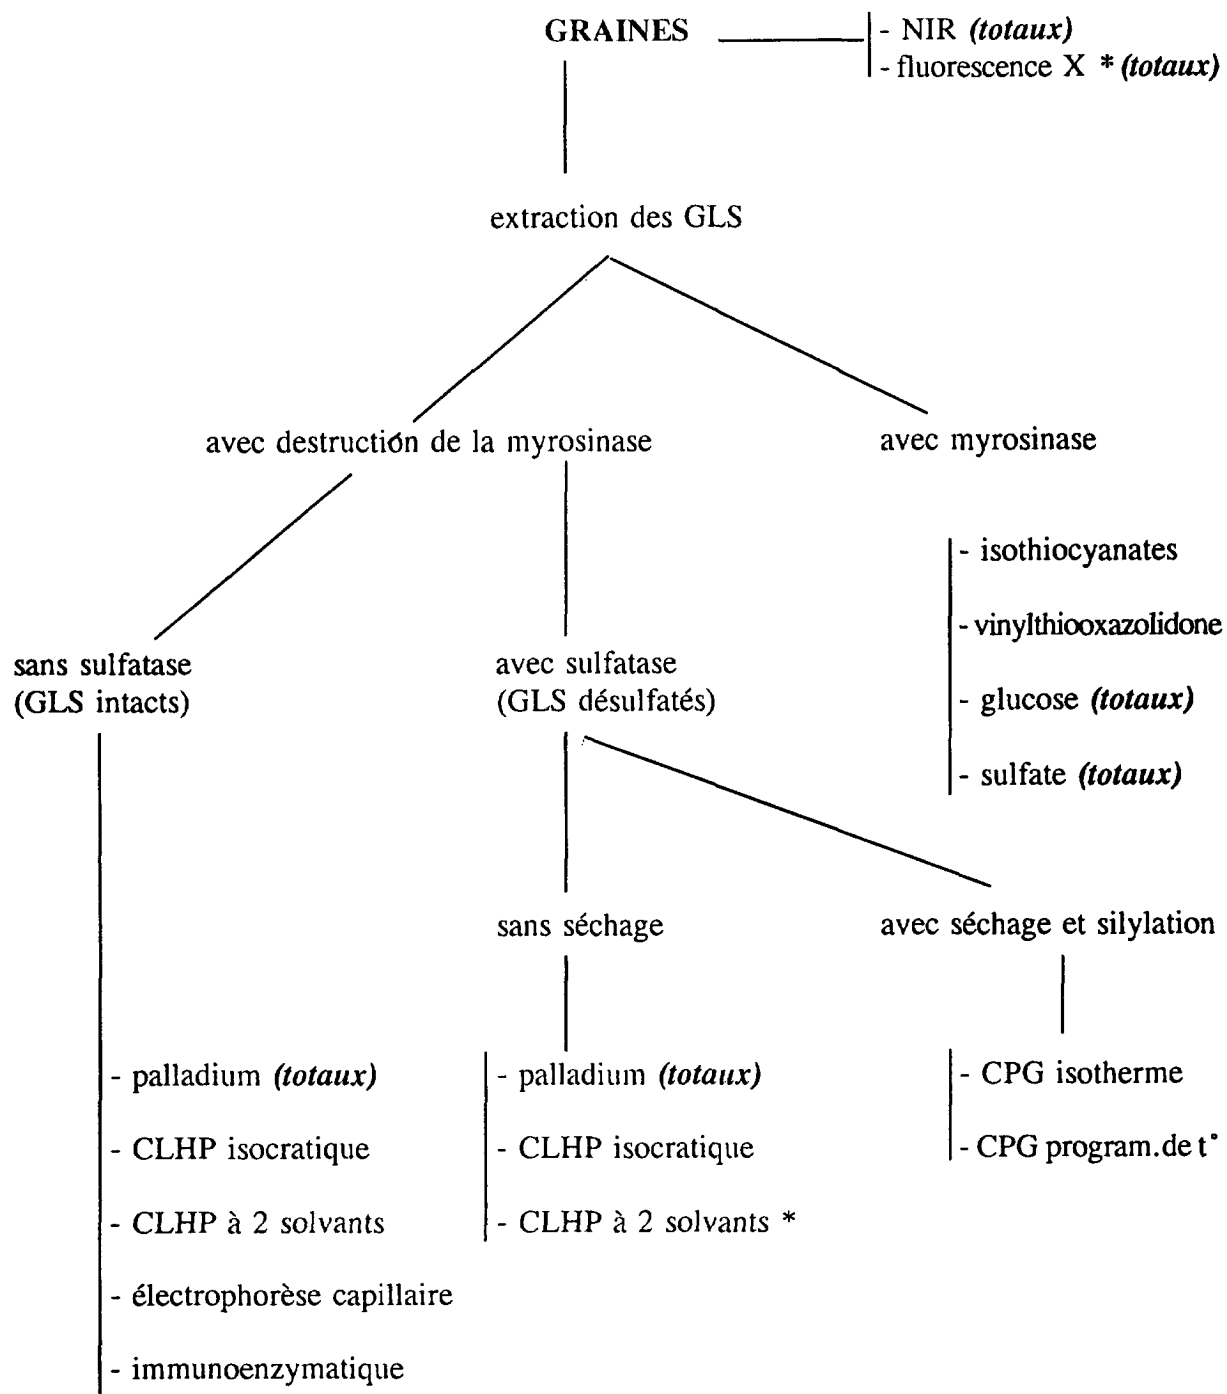 GRAINES
- NIR (totaux)
- fluorescence X * (totaux)
extraction des GLS
avec destruction de la myrosinase
avec myrosinase
- isothiocyanates
- vinylthiooxazolidone
- glucose (totaux)
- sulfate (totaux)
sans sulfatase
(GLS intacts)
avec sulfatase
(GLS désulfatés)
sans séchage
avec séchage et silylation
- palladium (totaux)
- CLHP isocratique
- CLHP à 2 solvants
- électrophorèse capillaire
- immunoenzymatique
- palladium (totaux)
- CLHP isocratique
- CLHP à 2 solvants *
- CPG isotherme
- CPG program.de t°